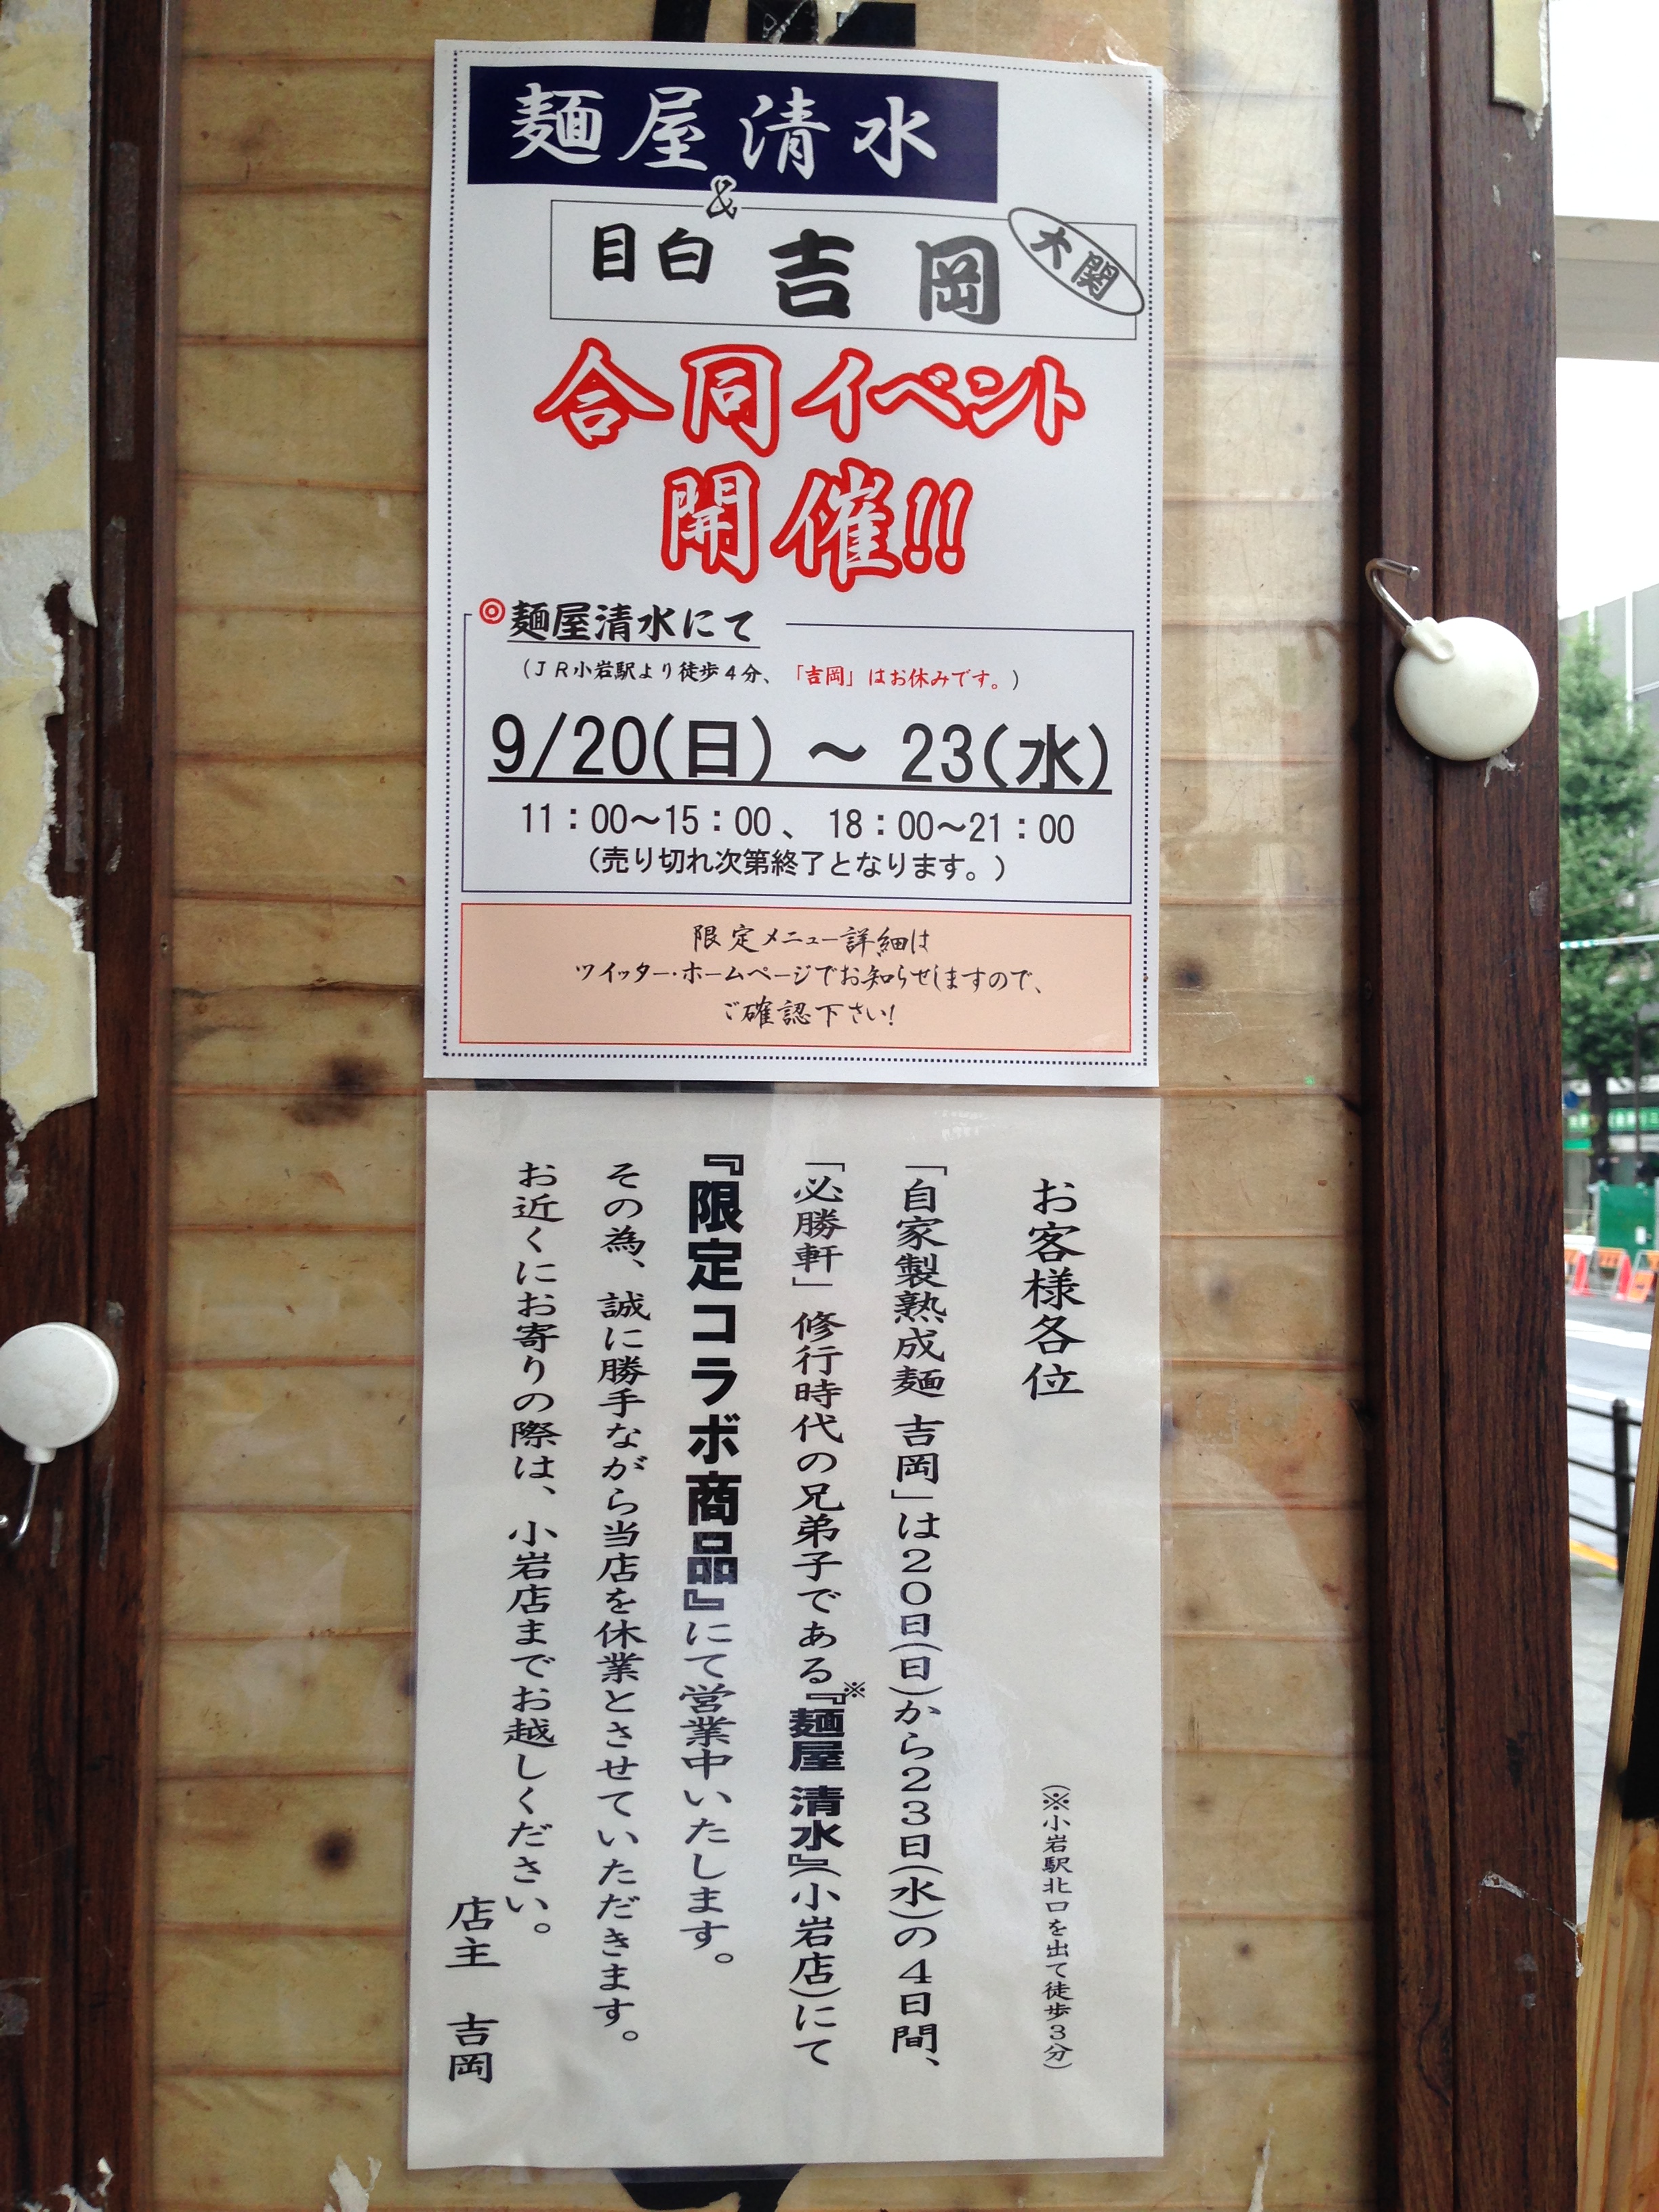 麺屋清水
&
目白 吉岡
大関
合同イベント
開催!!
◎麺屋清水にて
(JR小岩駅より徒歩4分、「吉岡」はお休みです。)
9/20(日) ～ 23(水)
11：00～15：00 、 18：00～21：00
(売り切れ次第終了となります。)
限定メニュー詳細は
ツイッター・ホームページでお知らせしますので、
ご確認下さい!
お客様各位
(※小岩駅北口を出て徒歩3分)
「自家製熟成麺 吉岡」は20日(日)から23日(水)の4日間、
「必勝軒」修行時代の兄弟子である※『麺屋 清水』(小岩店)にて
『限定コラボ商品』にて営業中いたします。
その為、誠に勝手ながら当店を休業とさせていただきます。
お近くにお寄りの際は、小岩店までお越しください。
店主 吉岡